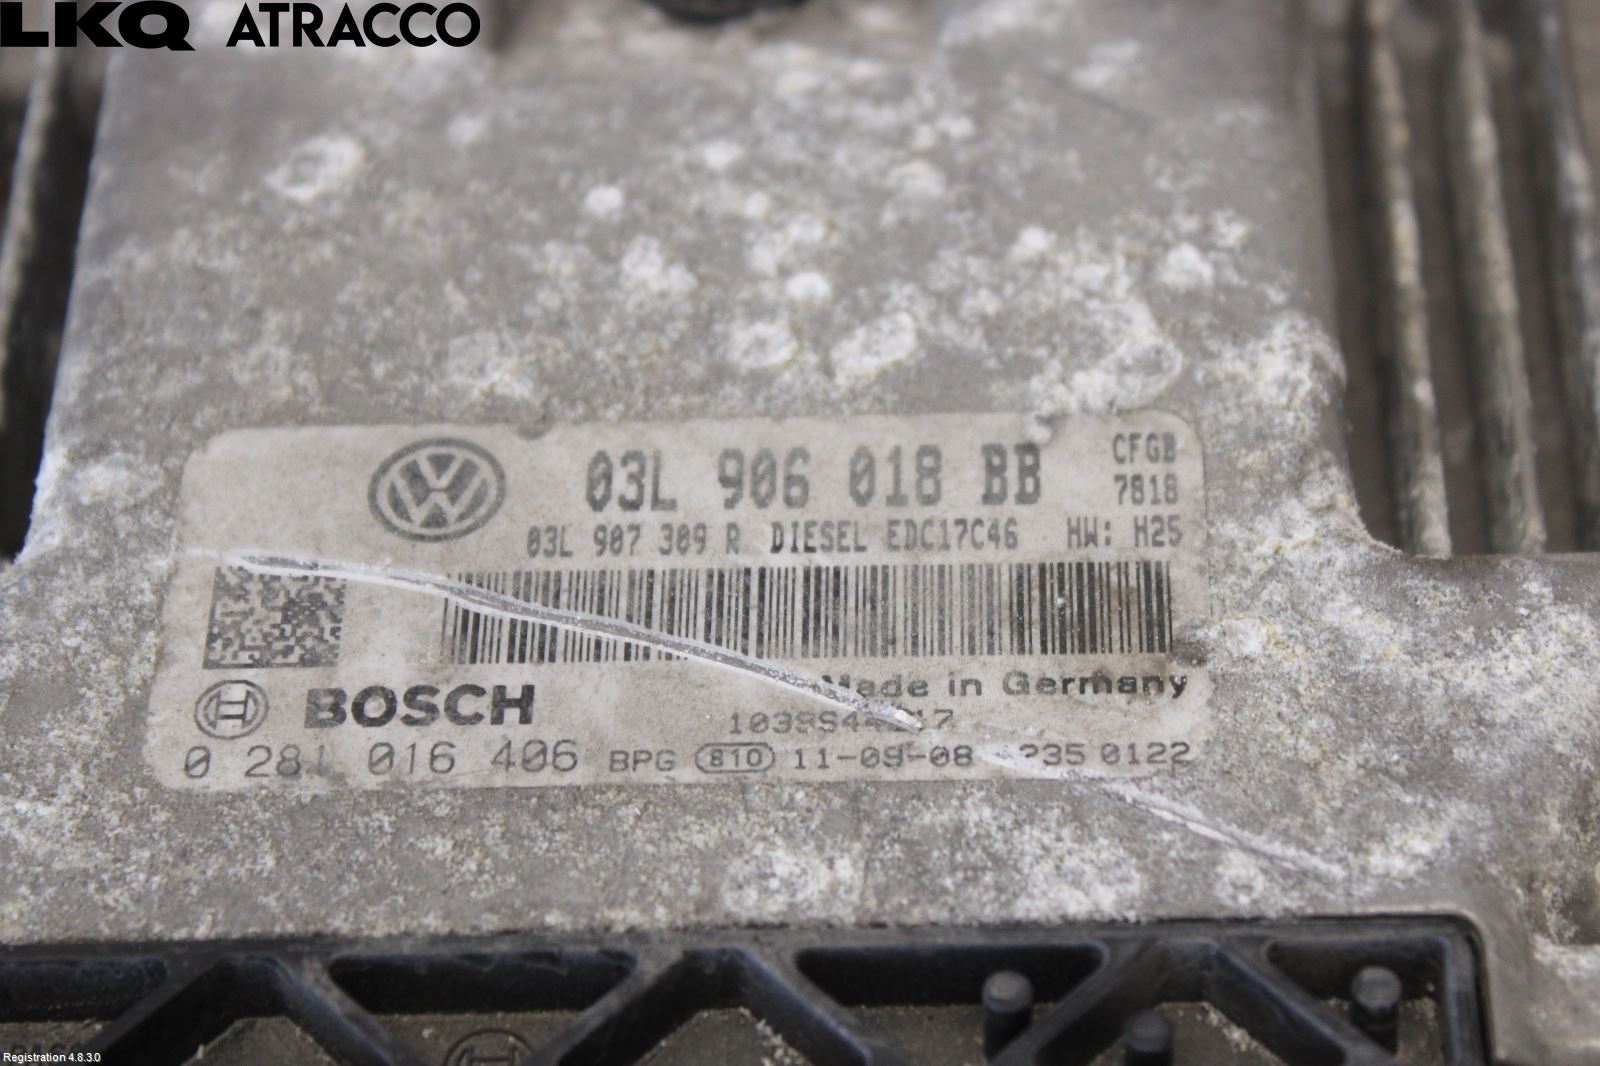 LKQ ATRACCO
03L 906 018 BB
CFGB
7818
03L 907 309 R DIESEL EDC17C46 HW: H25
Made in Germany
BOSCH
0 281 016 406 BPG 810 11-09-08 0122
Registration 4.8.3.0